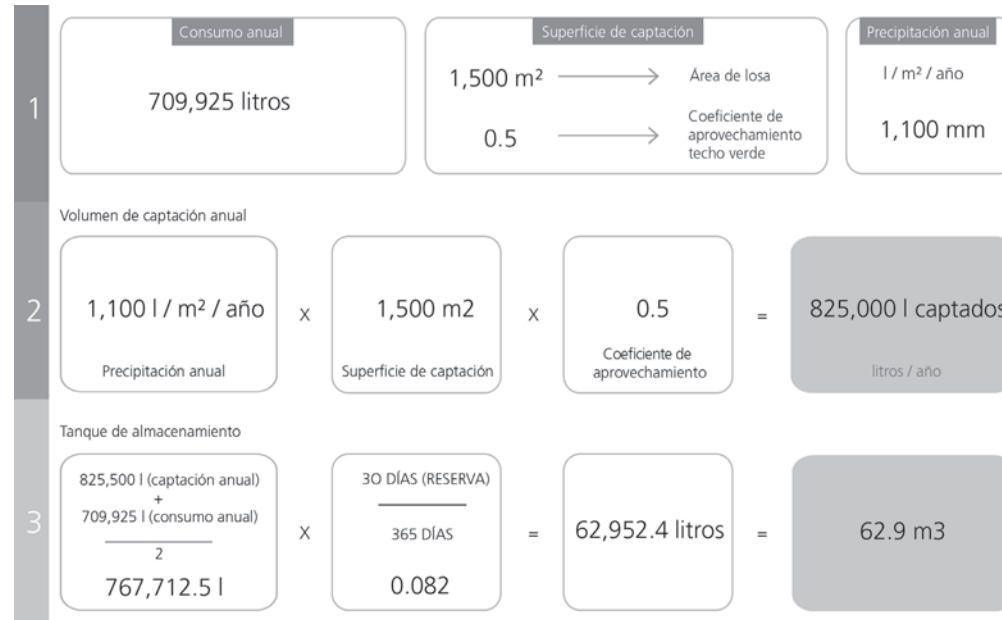 1
Consumo anual
709,925 litros
Superficie de captación
1,500 m²
Área de losa
0.5
Coeficiente de
aprovechamiento
techo verde
Precipitación anual
l / m² / año
1,100 mm
2
Volumen de captación anual
1,100 l / m² / año
Precipitación anual
X
1,500 m2
Superficie de captación
X
0.5
Coeficiente de
aprovechamiento
=
825,000 l captados
litros / año
3
Tanque de almacenamiento
825,500 l (captación anual)
+
709,925 l (consumo anual)
2
767,712.5 l
X
30 DÍAS (RESERVA)
365 DÍAS
0.082
=
62,952.4 litros
=
62.9 m3